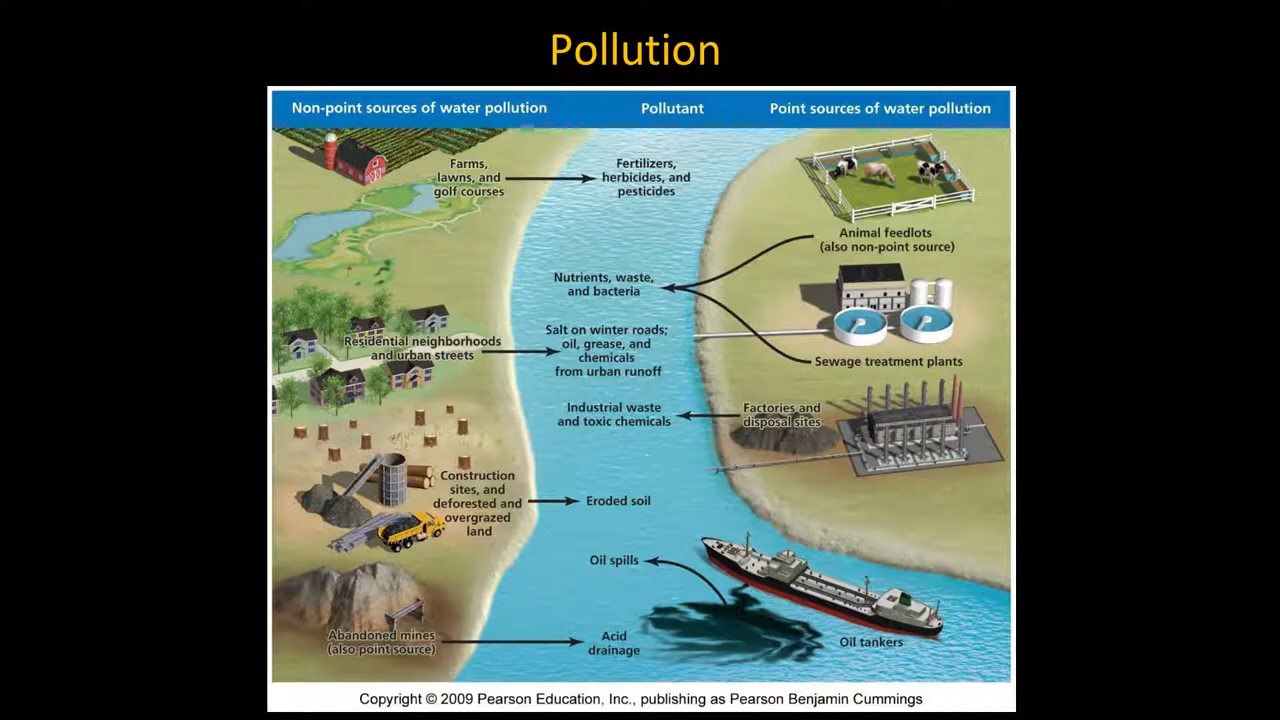 Pollution
Non-point sources of water pollution
Pollutant
Point sources of water pollution
Farms,
lawns, and
golf courses
Fertilizers,
herbicides, and
pesticides
Animal feedlots
(also non-point source)
Nutrients, waste,
and bacteria
Residential neighborhoods
and urban streets
Salt on winter roads;
oil, grease, and
chemicals
from urban runoff
Sewage treatment plants
Industrial waste
and toxic chemicals
Factories and
disposal sites
Construction
sites, and
deforested and
overgrazed
land
Eroded soil
Oil spills
Oil tankers
Abandoned mines
(also point source)
Acid
drainage
Copyright © 2009 Pearson Education, Inc., publishing as Pearson Benjamin Cummings